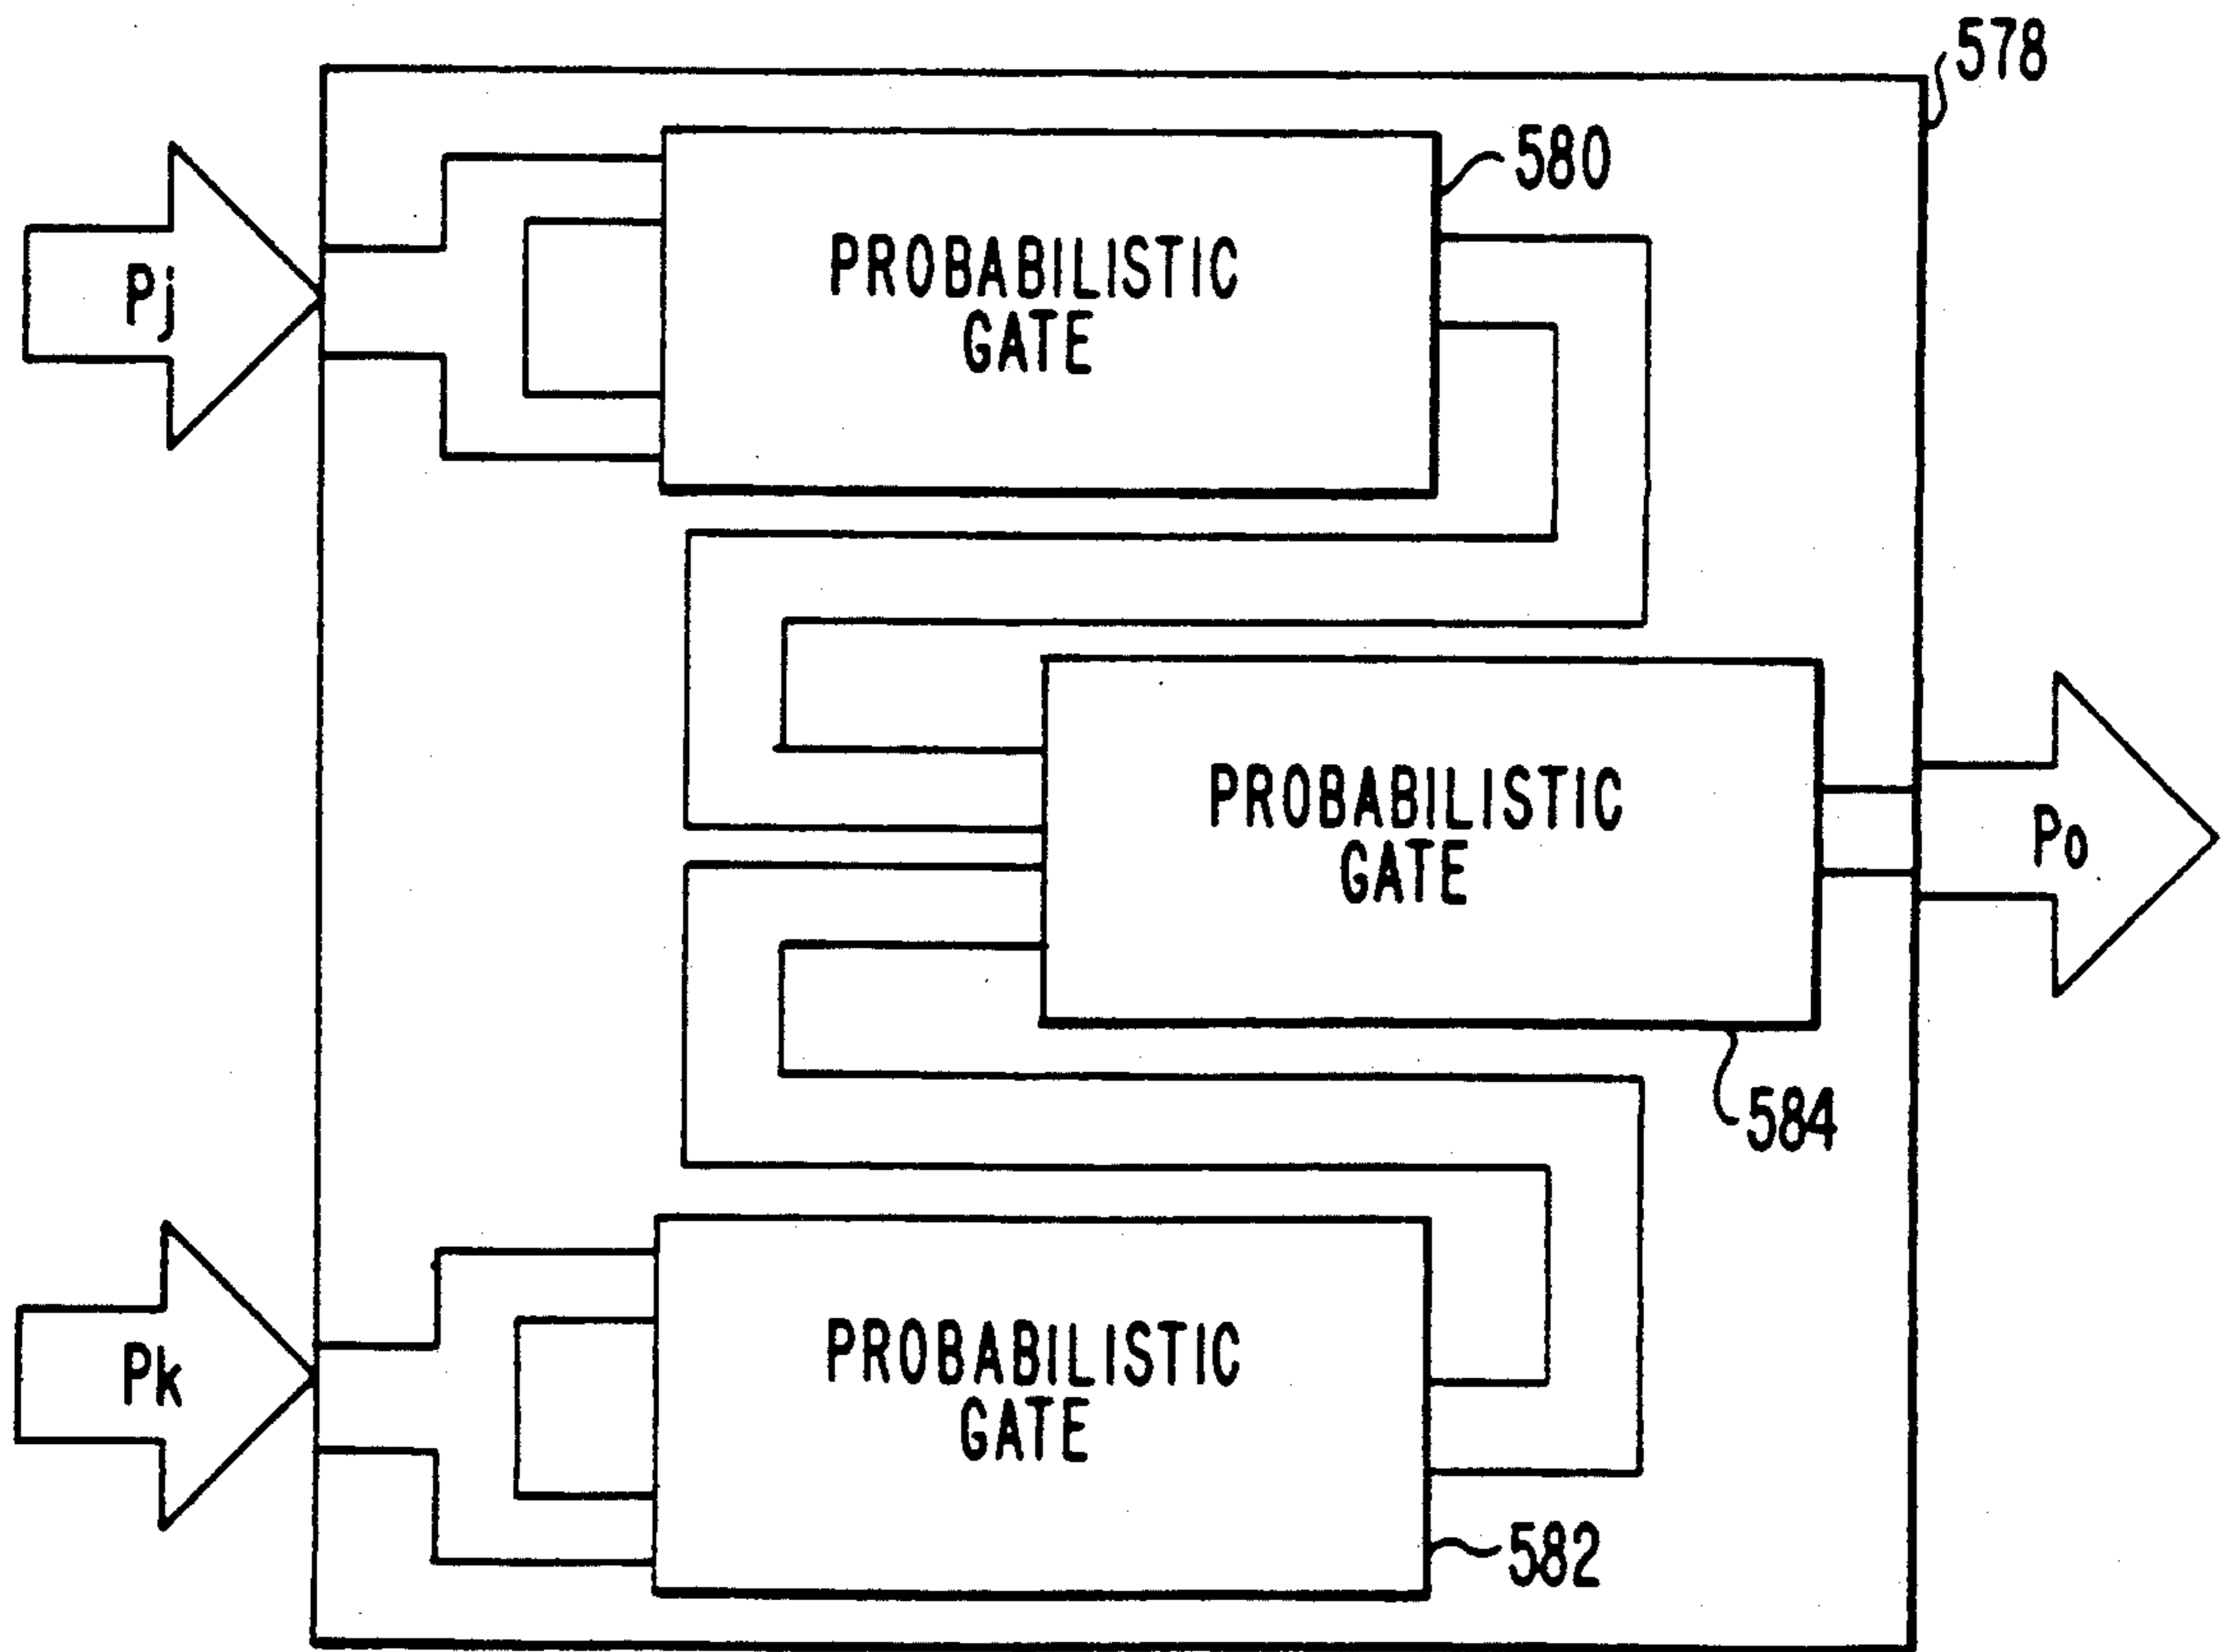 578
580
PROBABILISTIC
GATE
Pj
PROBABILISTIC
GATE
Po
584
PROBABILISTIC
GATE
Pk
582